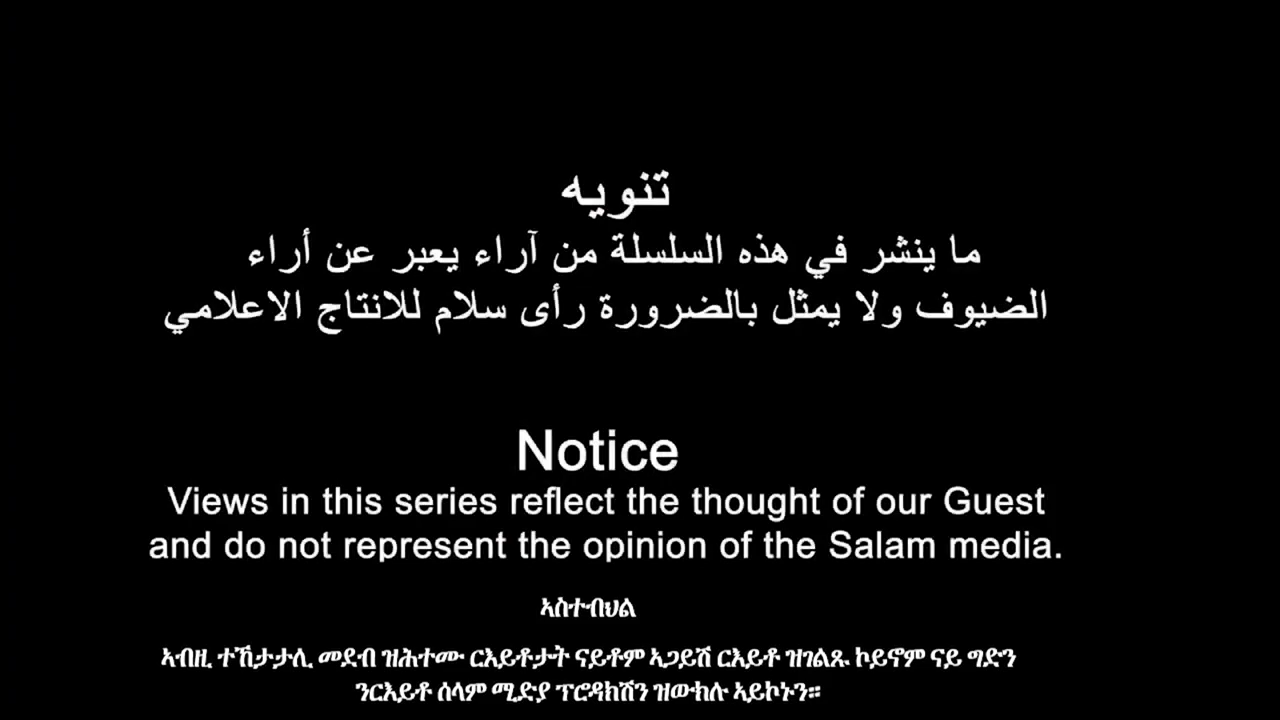 تنويه
ما ينشر في هذه السلسلة من آراء يعبر عن أراء
الضيوف ولا يمثل بالضرورة رأى سلام للانتاج الاعلامي
Notice
Views in this series reflect the thought of our Guest
and do not represent the opinion of the Salam media.
ኣስተብህል
ኣብዚ ተኸታታሊ መደብ ዝሕተሙ ርእይቶታት ናይቶም ኣጋይሽ ርእይቶ ዝገልጹ ኮይኖም ናይ ግድን
ንርእይቶ ሰላም ሚድያ ፕሮዳክሽን ዝውክሉ ኣይኮኑን።